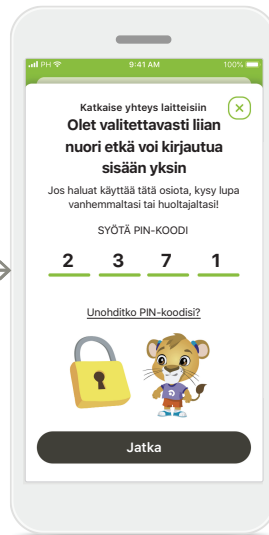 PH 9:41 AM 100%
Katkaise yhteys laitteisiin
Olet valitettavasti liian
nuori etkä voi kirjautua
sisään yksin
Jos haluat käyttää tätä osiota, kysy lupa
vanhemmaltasi tai huoltajaltasi!
SYÖTÄ PIN-KOODI
2 3 7 1
Unohditko PIN-koodisi?
Jatka